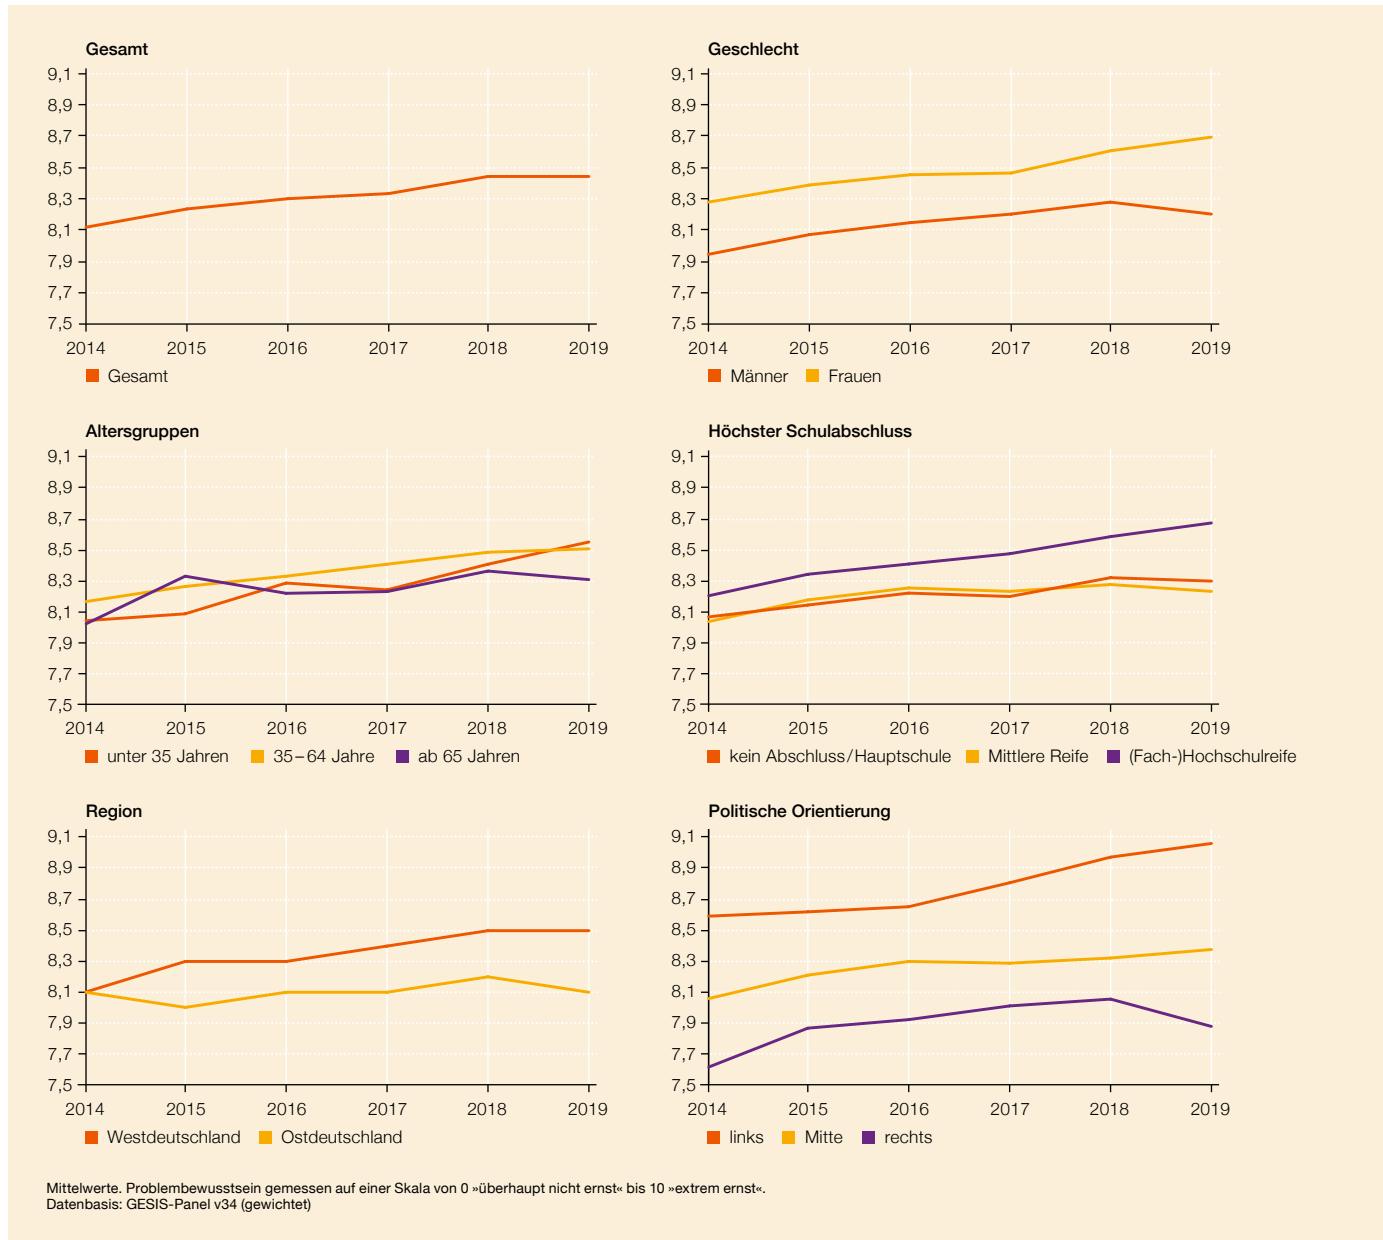 Gesamt
9,1
8,9
8,7
8,5
8,3
8,1
7,9
7,7
7,5
2014 2015 2016 2017 2018 2019
Gesamt
Geschlecht
9,1
8,9
8,7
8,5
8,3
8,1
7,9
7,7
7,5
2014 2015 2016 2017 2018 2019
Männer Frauen
Altersgruppen
9,1
8,9
8,7
8,5
8,3
8,1
7,9
7,7
7,5
2014 2015 2016 2017 2018 2019
unter 35 Jahren 35–64 Jahre ab 65 Jahren
Höchster Schulabschluss
9,1
8,9
8,7
8,5
8,3
8,1
7,9
7,7
7,5
2014 2015 2016 2017 2018 2019
kein Abschluss/Hauptschule Mittlere Reife (Fach-)Hochschulreife
Region
9,1
8,9
8,7
8,5
8,3
8,1
7,9
7,7
7,5
2014 2015 2016 2017 2018 2019
Westdeutschland Ostdeutschland
Politische Orientierung
9,1
8,9
8,7
8,5
8,3
8,1
7,9
7,7
7,5
2014 2015 2016 2017 2018 2019
links Mitte rechts
Mittelwerte. Problembewusstsein gemessen auf einer Skala von 0 »überhaupt nicht ernst« bis 10 »extrem ernst«.
Datenbasis: GESIS-Panel v34 (gewichtet)